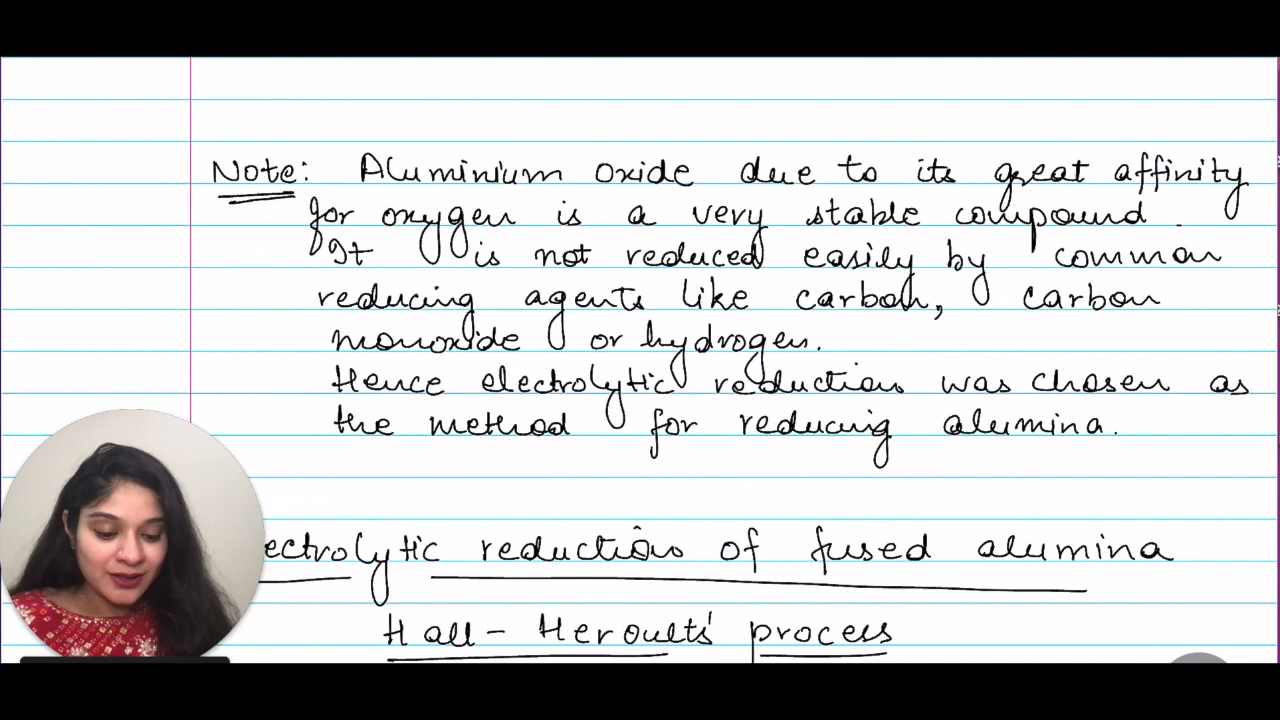 Note: Aluminium oxide due to its great affinity
for oxygen is a very stable compound.
It is not reduced easily by common
reducing agents like carbon, carbon
monoxide or hydrogen.
Hence electrolytic reduction was chosen as
the method for reducing alumina.
ectrolytic reduction of fused alumina
Hall - Heroults' process